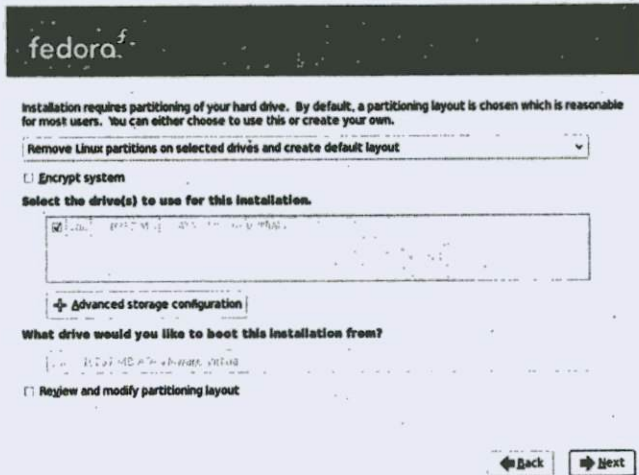 fedora
Installation requires partitioning of your hard drive. By default, a partitioning layout is chosen which is reasonable
for most users. You can either choose to use this or create your own.
Remove Linux partitions on selected drives and create default layout
Encrypt system
Select the drive(s) to use for this installation.
Advanced storage configuration
What drive would you like to boot this installation from?
Review and modify partitioning layout
Back
Next